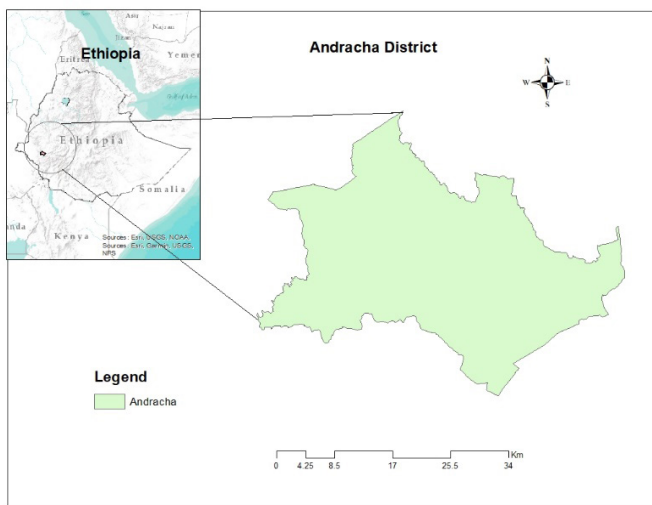 Ethiopia
Eritrea
Yemen
Ethiopia
Somalia
Kenya
Sources: Esri, USGS, NOAA
Sources: Esri, Garmin, USGS,
NPS
Andracha District
N
W E
S
Legend
Andracha
Km
0 4.25 8.5 17 25.5 34